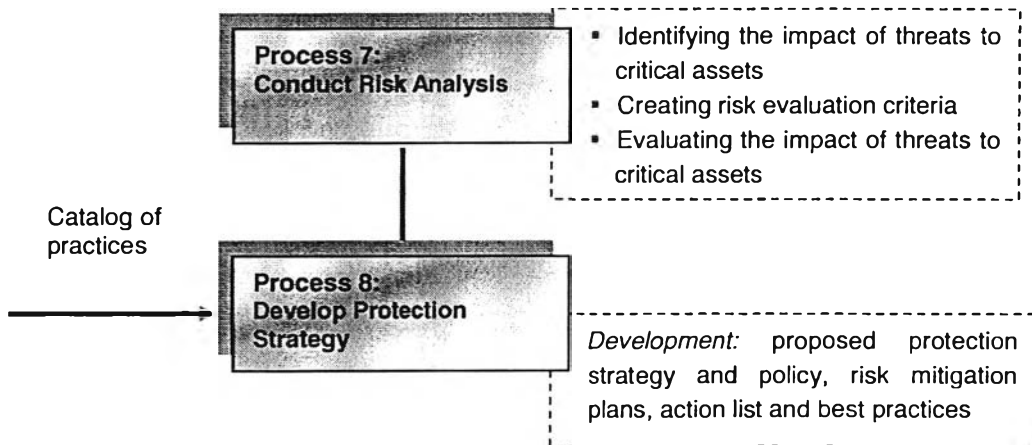 Process 7:
Conduct Risk Analysis
▪ Identifying the impact of threats to
critical assets
▪ Creating risk evaluation criteria
▪ Evaluating the impact of threats to
critical assets
Catalog of
practices
Process 8:
Develop Protection
Strategy
Development: proposed protection
strategy and policy, risk mitigation
plans, action list and best practices